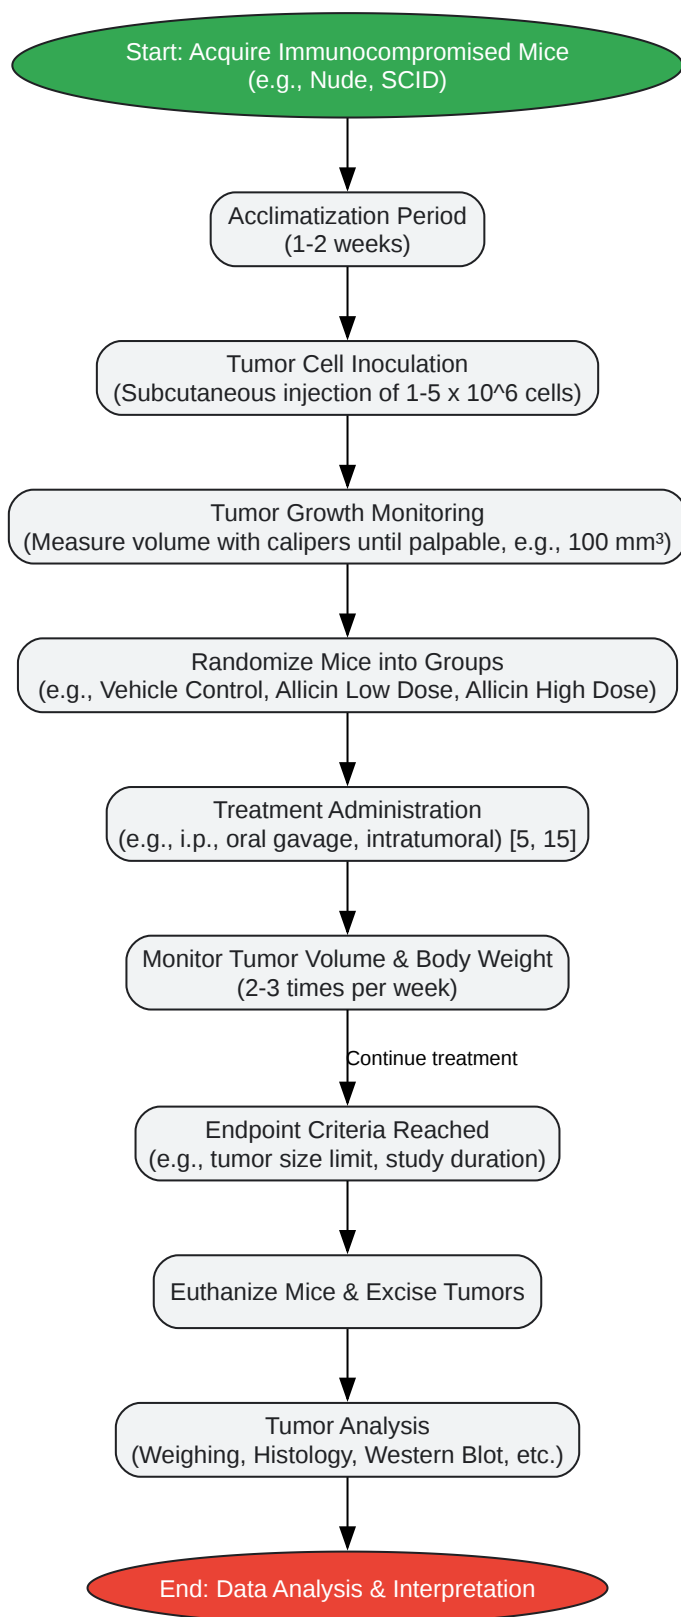 Start: Acquire Immunocompromised Mice
(e.g., Nude, SCID)
Acclimatization Period
(1-2 weeks)
Tumor Cell Inoculation
(Subcutaneous injection of 1-5 x 10^6 cells)
Tumor Growth Monitoring
(Measure volume with calipers until palpable, e.g., 100 mm³)
Randomize Mice into Groups
(e.g., Vehicle Control, Allicin Low Dose, Allicin High Dose)
Treatment Administration
(e.g., i.p., oral gavage, intratumoral) [5, 15]
Monitor Tumor Volume & Body Weight
(2-3 times per week)
Continue treatment
Endpoint Criteria Reached
(e.g., tumor size limit, study duration)
Euthanize Mice & Excise Tumors
Tumor Analysis
(Weighing, Histology, Western Blot, etc.)
End: Data Analysis & Interpretation